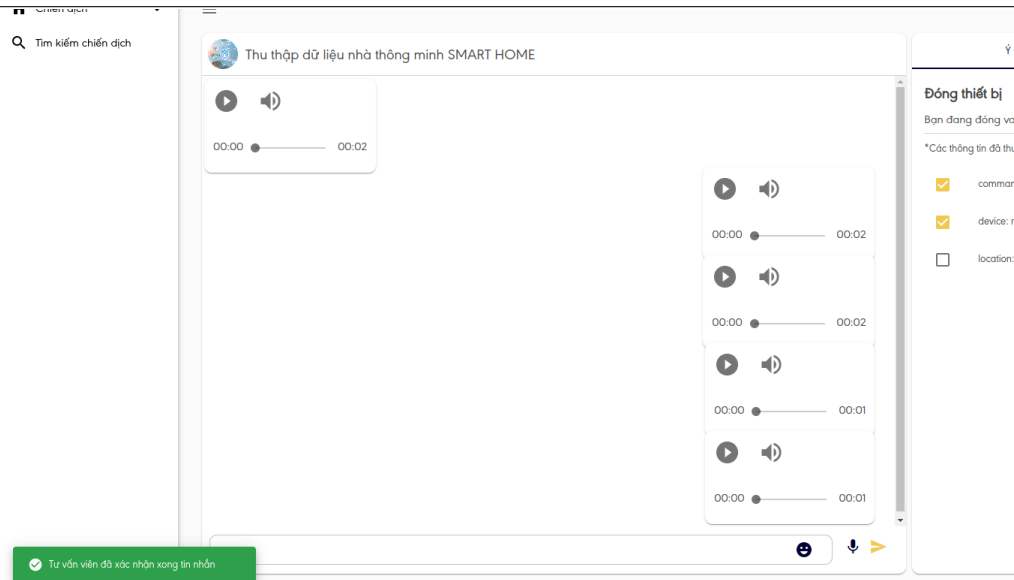 Chiến dịch
Tìm kiếm chiến dịch
Thu thập dữ liệu nhà thông minh SMART HOME
00:00 00:02
00:00 00:02
00:00 00:02
00:00 00:01
00:00 00:01
Ý
Đóng thiết bị
Bạn đang đóng va
*Các thông tin đã thu
comman
device: r
location:
Tư vấn viên đã xác nhận xong tin nhắn